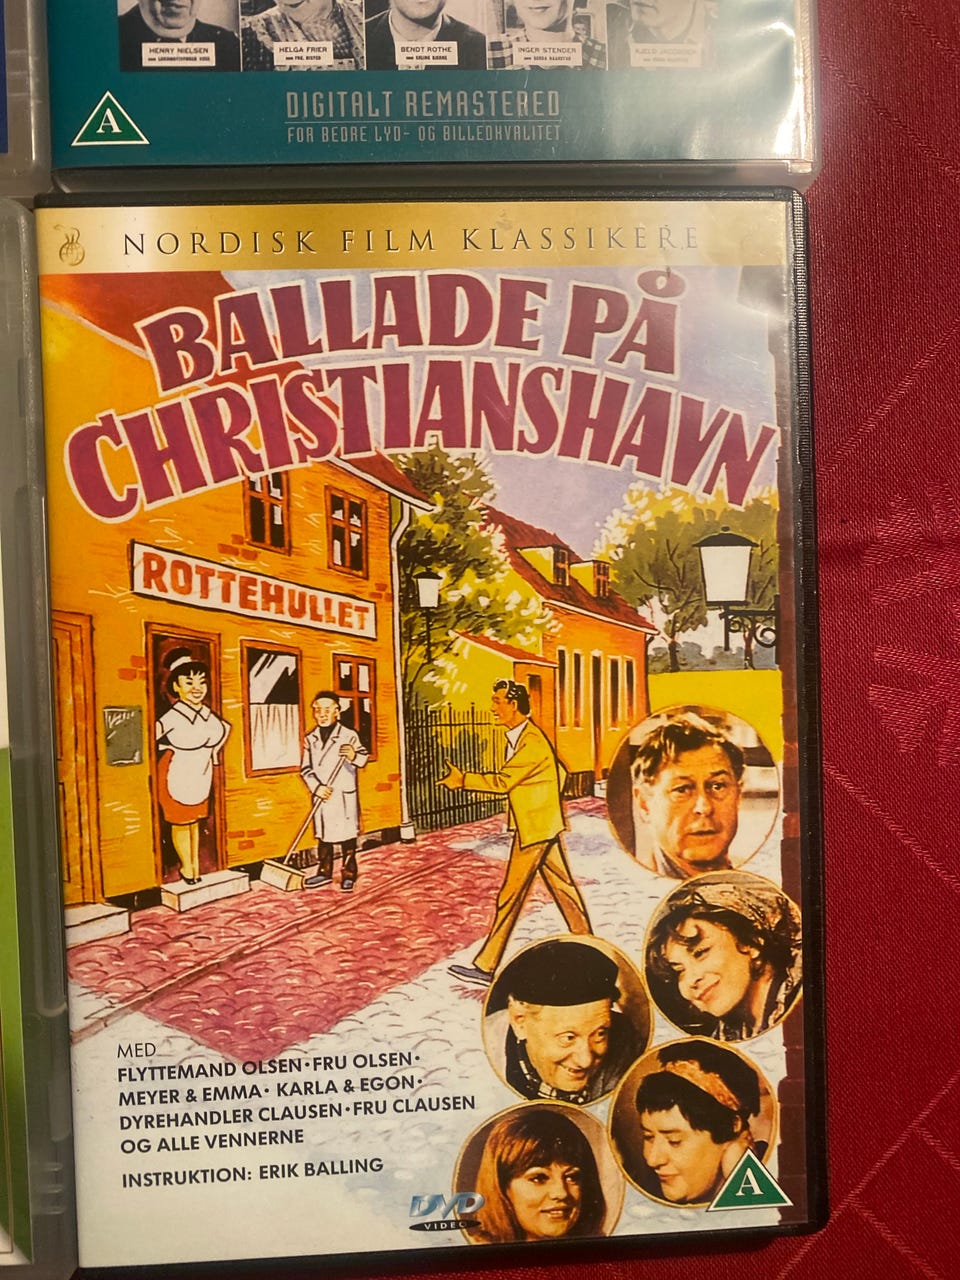 HENRY NIELSEN
HELGA FRIER
BENDT ROTHE
INGER STENDER
KJELD JACOBSEN
DIGITALT REMASTERED
FOR BEDRE LYD- OG BILLEDKVALITET
A
NORDISK FILM KLASSIKERE
BALLADE PÅ
CHRISTIANSHAVN
ROTTEHULLET
MED
FLYTTEMAND OLSEN • FRU OLSEN •
MEYER & EMMA • KARLA & EGON •
DYREHANDLER CLAUSEN • FRU CLAUSEN
OG ALLE VENNERNE
INSTRUKTION: ERIK BALLING
DVD
VIDEO
A